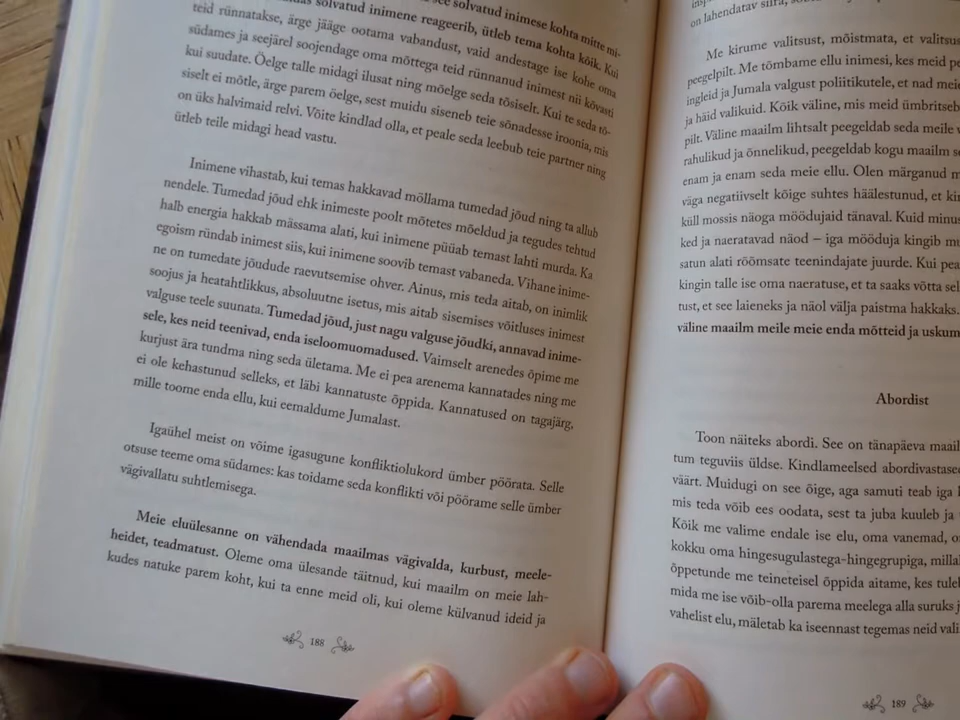 solvatud inimene reageerib, ütleb tema kohta kõik. Kui
teid rünnatakse, ärge jääge ootama vabandust, vaid andestage ise kohe oma
südames ja seejärel soojendage oma mõttega teid rünnanud inimest nii kõvasti
kui suudate. Öelge talle midagi ilusat ning mõelge seda tõsiselt. Kui te seda tõ-
siselt ei mõtle, ärge parem öelge, sest muidu siseneb teie sõnadesse iroonia, mis
on üks halvimaid relvi. Võite kindlad olla, et peale seda leebub teie partner ning
ütleb teile midagi head vastu.
Inimene vihastab, kui temas hakkavad möllama tumedad jõud ning ta allub
nendele. Tumedad jõud ehk inimeste poolt mõtetes mõeldud ja tegudes tehtud
halb energia hakkab mässama alati, kui inimene püüab temast lahti murda. Ka
egoism ründab inimest siis, kui inimene soovib temast vabaneda. Vihane inime-
ne on tumedate jõudude raevutsemise ohver. Ainus, mis teda aitab, on inimlik
soojus ja heatahtlikkus, absoluutne isetus, mis aitab sisemises võitluses inimest
valguse teele suunata. Tumedad jõud, just nagu valguse jõudki, annavad inime-
sele, kes neid teenivad, enda iseloomuomadused. Vaimselt arenedes õpime me
kurjust ära tundma ning seda ületama. Me ei pea arenema kannatades ning me
ei ole kehastunud selleks, et läbi kannatuste õppida. Kannatused on tagajärg,
mille toome enda ellu, kui eemaldume Jumalast.
Igaühel meist on võime igasugune konfliktiolukord ümber pöörata. Selle
otsuse teeme oma südames: kas toidame seda konflikti või pöörame selle ümber
vägivallatu suhtlemisega.
Meie eluülesanne on vähendada maailmas vägivalda, kurbust, meele-
heidet, teadmatust. Oleme oma ülesande täitnud, kui maailm on meie lah-
kudes natuke parem koht, kui ta enne meid oli, kui oleme külvanud ideid ja
188
on lahendatav
Me kirume valitsust, mõistmata, et valitsus
peegelpilt. Me tõmbame ellu inimesi, kes meid
ingleid ja Jumala valgust poliitikutele, et nad
ja häid valikuid. Kõik väline, mis meid
pilt. Väline maailm lihtsalt peegeldab seda meile
rahulikud ja õnnelikud, peegeldab kogu maailm
enam ja enam seda meie ellu. Olen märganud
väga negatiivselt kõige suhtes häälestunud, et
küll mossis näoga möödujaid tänaval. Kuid
ked ja naeratavad näod – iga mööduja kingib
satun alati rõõmsate teenindajate juurde. Kui
kingin talle ise oma naeratuse, et ta saaks võtta
tust, et see laieneks ja näol välja paistma hakkaks.
väline maailm meile meie enda mõtteid ja
Abordist
Toon näiteks abordi. See on tänapäeva
tum teguviis üldse. Kindlameelsed
väärt. Muidugi on see õige, aga samuti teab iga
mis teda võib ees oodata, sest ta juba kuuleb ja
Kõik me valime endale ise elu, oma vanemad,
kokku oma hingesugulastega-hingegrupiga,
õppetunde me teineteisel õppida aitame, kes
mida me ise võib-olla parema meelega alla suruks
vahelist elu, mäletab ka iseennast tegemas neid
189